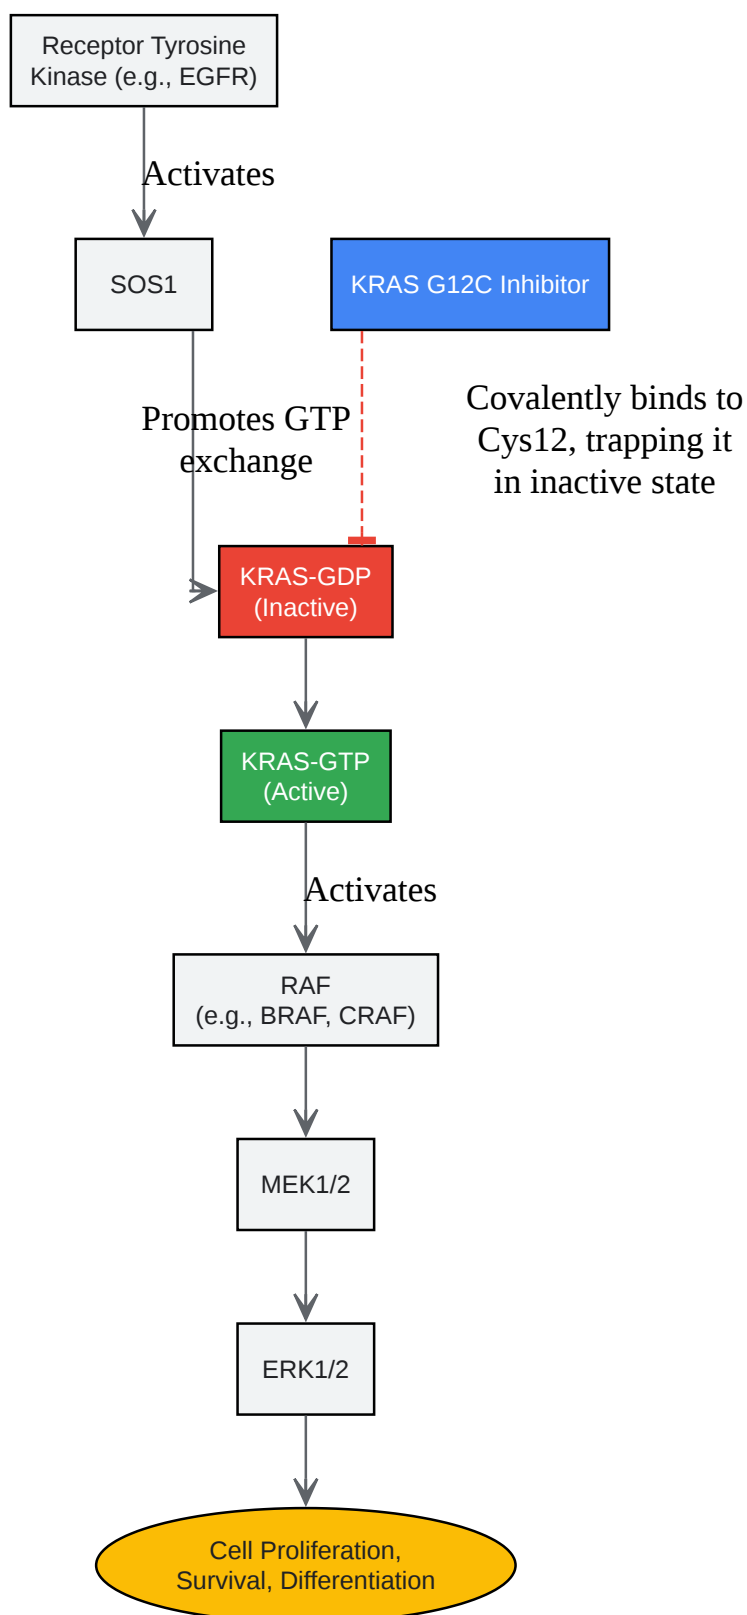 Receptor Tyrosine
Kinase (e.g., EGFR)
Activates
SOS1
KRAS G12C Inhibitor
Promotes GTP
exchange
Covalently binds to
Cys12, trapping it
in inactive state
KRAS-GDP
(Inactive)
KRAS-GTP
(Active)
Activates
RAF
(e.g., BRAF, CRAF)
MEK1/2
ERK1/2
Cell Proliferation,
Survival, Differentiation